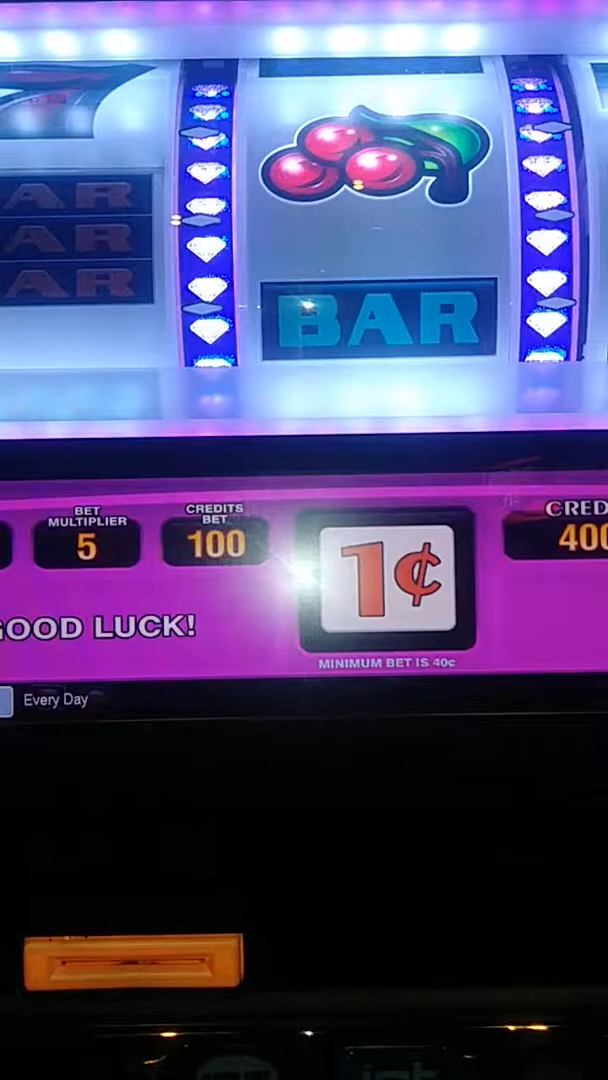 7
AR
AR
AR
BAR
BET
MULTIPLIER
5
CREDITS
BET
100
1¢
CRED
400
GOOD LUCK!
MINIMUM BET IS 40¢
Every Day